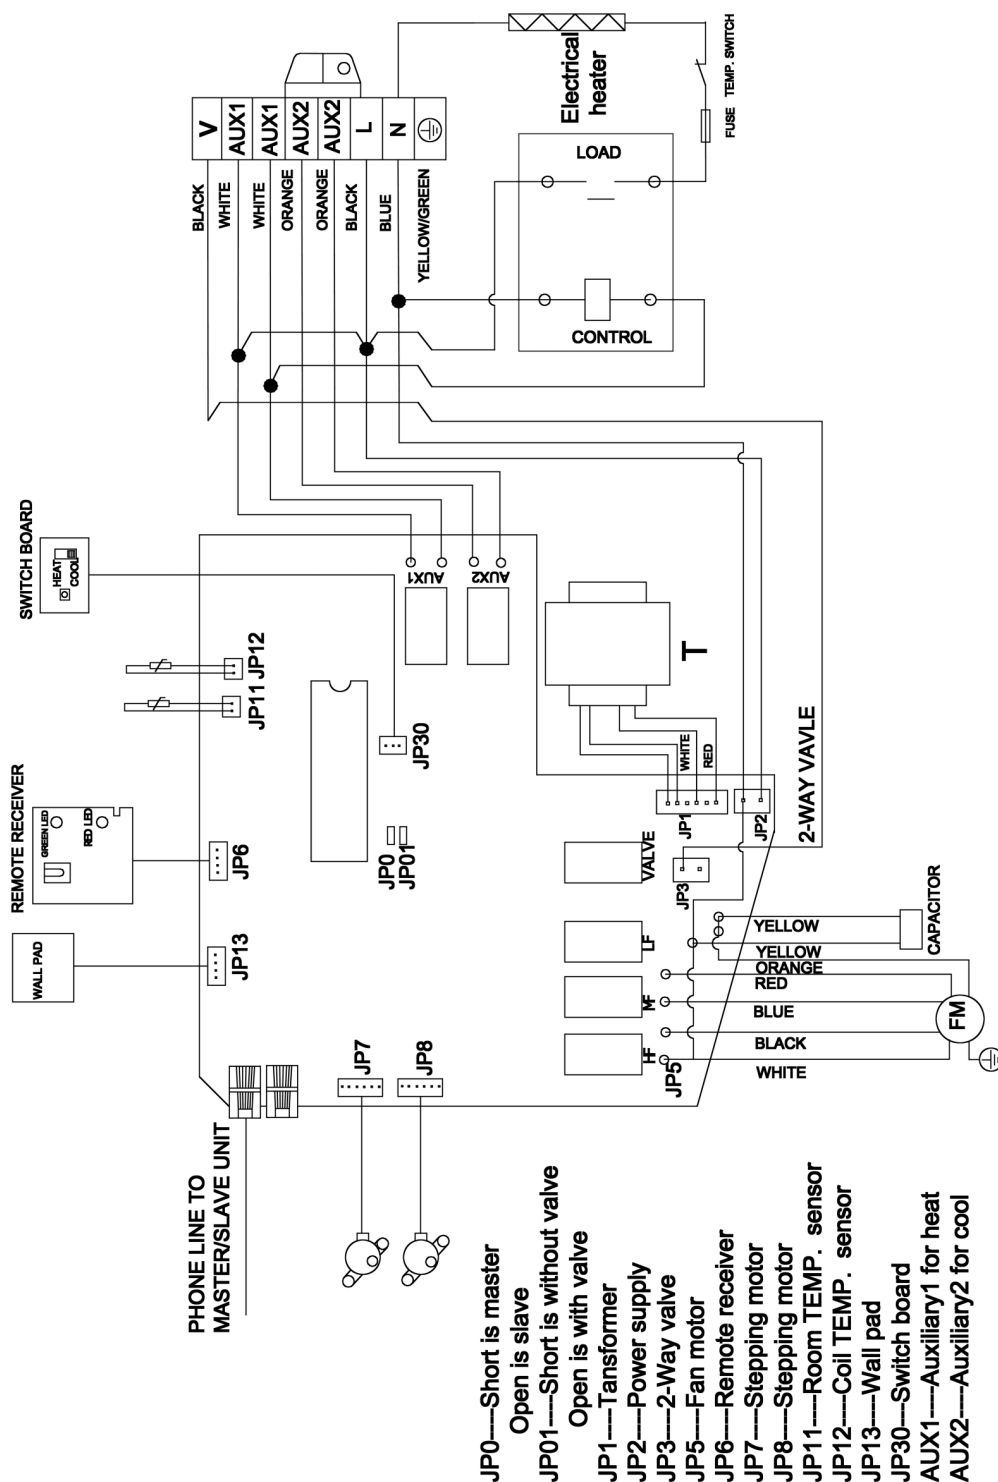 V
AUX1
AUX1
AUX2
AUX2
L
N
BLACK
WHITE
WHITE
ORANGE
ORANGE
BLACK
BLUE
YELLOW/GREEN
Electrical
heater
TEMP. SWITCH
FUSE
LOAD
CONTROL
SWITCH BOARD
HEAT
COOL
REMOTE RECEIVER
GREEN LED
RED LED
WALL PAD
JP12
JP11
JP6
JP13
JP30
JP0
JP01
AUX1
AUX2
T
WHITE
RED
JP1
JP2
JP3
2-WAY VAVLE
VALVE
LF
MF
HF
JP5
YELLOW
YELLOW
ORANGE
RED
BLUE
BLACK
WHITE
CAPACITOR
FM
JP7
JP8
PHONE LINE TO
MASTER/SLAVE UNIT
JP0----Short is master
Open is slave
JP01----Short is without valve
Open is with valve
JP1----Tansformer
JP2----Power supply
JP3----2-Way valve
JP5----Fan motor
JP6----Remote receiver
JP7----Stepping motor
JP8----Stepping motor
JP11----Room TEMP. sensor
JP12----Coil TEMP. sensor
JP13----Wall pad
JP30---Switch board
AUX1----Auxiliary1 for heat
AUX2----Auxiliary2 for cool